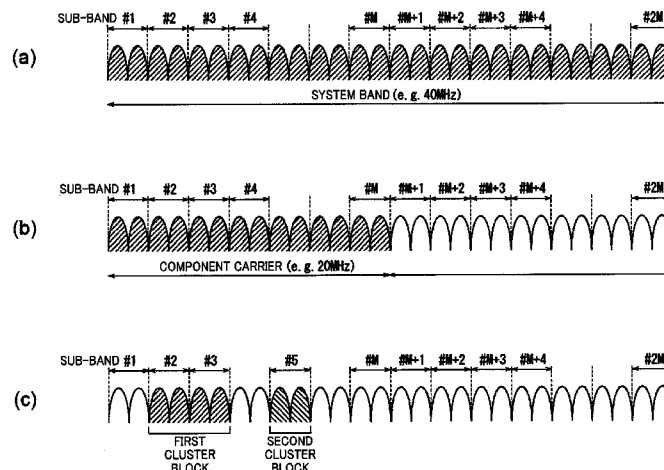 SUB-BAND #1 #2 #3 #4 #M #M+1 #M+2 #M+3 #M+4 #2M
(a)
SYSTEM BAND (e. g. 40MHz)
SUB-BAND #1 #2 #3 #4 #M #M+1 #M+2 #M+3 #M+4 #2M
(b)
COMPONENT CARRIER (e. g. 20MHz)
SUB-BAND #1 #2 #3 #5 #M #M+1 #M+2 #M+3 #M+4 #2M
(c)
FIRST CLUSTER BLOCK
SECOND CLUSTER BLOCK